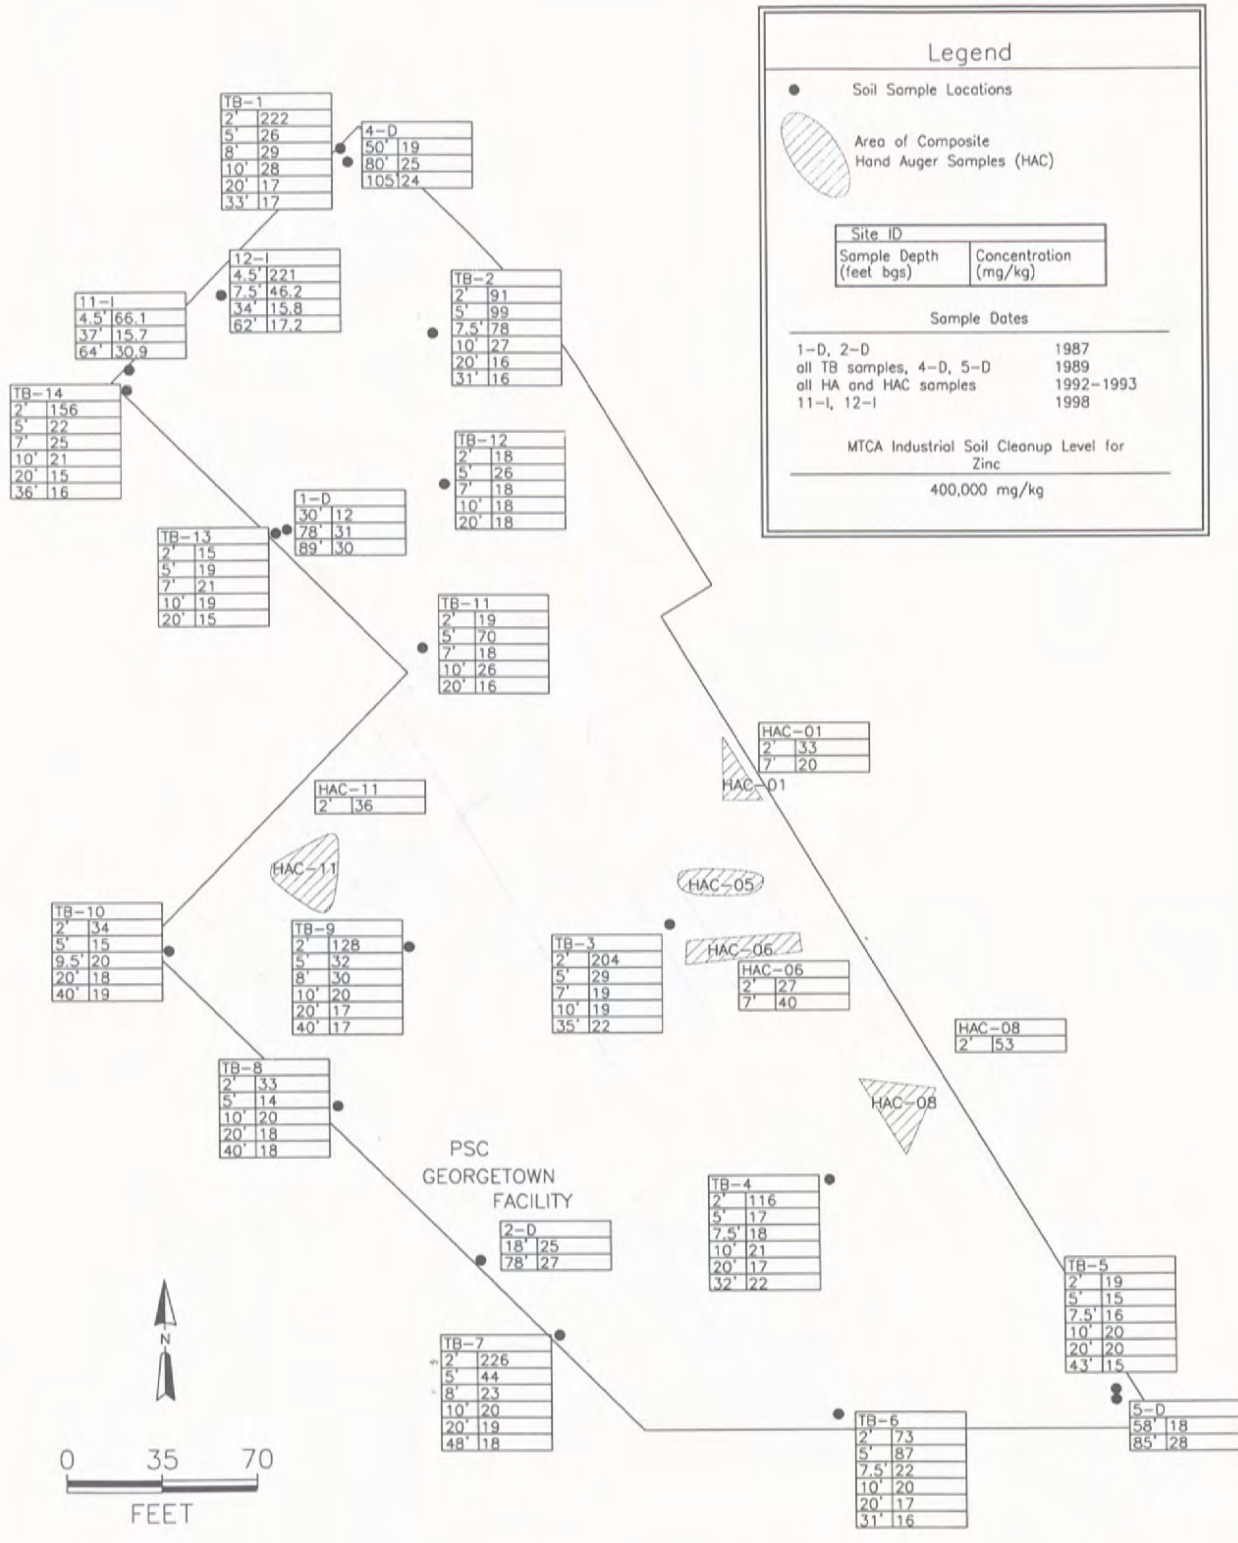 Legend
Soil Sample Locations
Area of Composite
Hand Auger Samples (HAC)
Site ID
Sample Depth
(feet bgs)
Concentration
(mg/kg)
Sample Dates
1-D, 2-D 1987
all TB samples, 4-D, 5-D 1989
all HA and HAC samples 1992-1993
11-I, 12-I 1998
MTCA Industrial Soil Cleanup Level for
Zinc
400,000 mg/kg
TB-1
2' 222
5' 26
8' 29
10' 28
20' 17
33' 17
4-D
50' 19
80' 25
105' 24
12-I
4.5' 221
7.5' 46.2
34' 15.8
62' 17.2
TB-2
2' 91
5' 99
7.5' 78
10' 27
20' 16
31' 16
11-I
4.5' 66.1
37' 15.7
64' 30.9
TB-14
2' 156
5' 22
7' 25
10' 21
20' 15
36' 16
TB-12
2' 18
5' 26
7' 18
10' 18
20' 18
1-D
30' 12
78' 31
89' 30
TB-13
2' 15
5' 19
7' 21
10' 19
20' 15
TB-11
2' 19
5' 70
7' 18
10' 26
20' 16
HAC-01
2' 33
7' 20
HAC-01
HAC-11
2' 36
HAC-11
HAC-05
TB-10
2' 34
5' 15
9.5' 20
20' 18
40' 19
TB-9
2' 128
5' 32
8' 30
10' 20
20' 17
40' 17
TB-3
2' 204
5' 29
7' 19
10' 19
35' 22
HAC-06
HAC-06
2' 27
7' 40
HAC-08
2' 53
HAC-08
TB-8
2' 33
5' 14
10' 20
20' 18
40' 18
PSC
GEORGETOWN
FACILITY
TB-4
2' 116
5' 17
7.5' 18
10' 21
20' 17
32' 22
2-D
18' 25
78' 27
TB-5
2' 19
5' 15
7.5' 16
10' 20
20' 20
43' 15
N
TB-7
2' 226
5' 44
8' 23
10' 20
20' 19
48' 18
5-D
58' 18
85' 28
TB-6
2' 73
5' 87
7.5' 22
10' 20
20' 17
31' 16
0 35 70
FEET